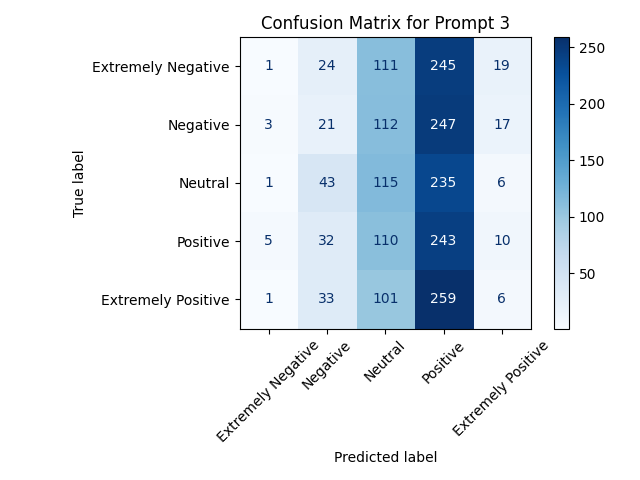 Confusion Matrix for Prompt 3
True label
Extremely Negative 1 24 111 245 19
Negative 3 21 112 247 17
Neutral 1 43 115 235 6
Positive 5 32 110 243 10
Extremely Positive 1 33 101 259 6
Extremely Negative Negative Neutral Positive Extremely Positive
Predicted label
250
200
150
100
50